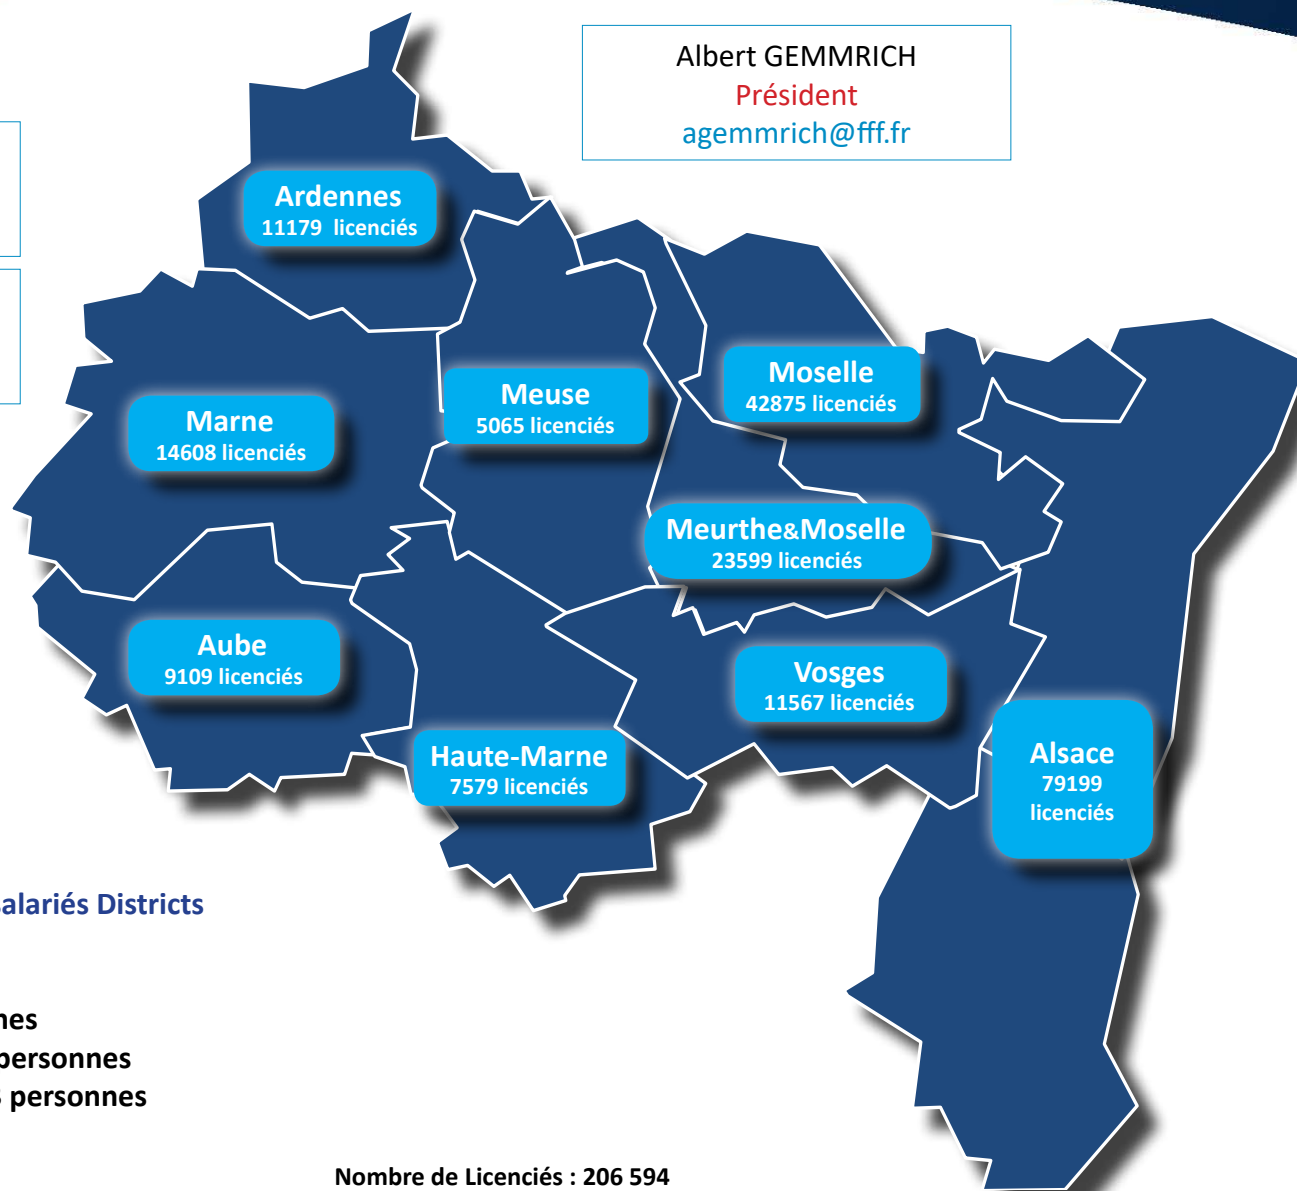 Albert GEMMRICH
Président
agemmrich@fff.fr
Ardennes
11179 licenciés
Moselle
42875 licenciés
Meuse
5065 licenciés
Marne
14608 licenciés
Meurthe&Moselle
23599 licenciés
Aube
9109 licenciés
Vosges
11567 licenciés
Haute-Marne
7579 licenciés
Alsace
79199
licenciés
salariés Districts
personnes
personnes
Nombre de Licenciés : 206 594